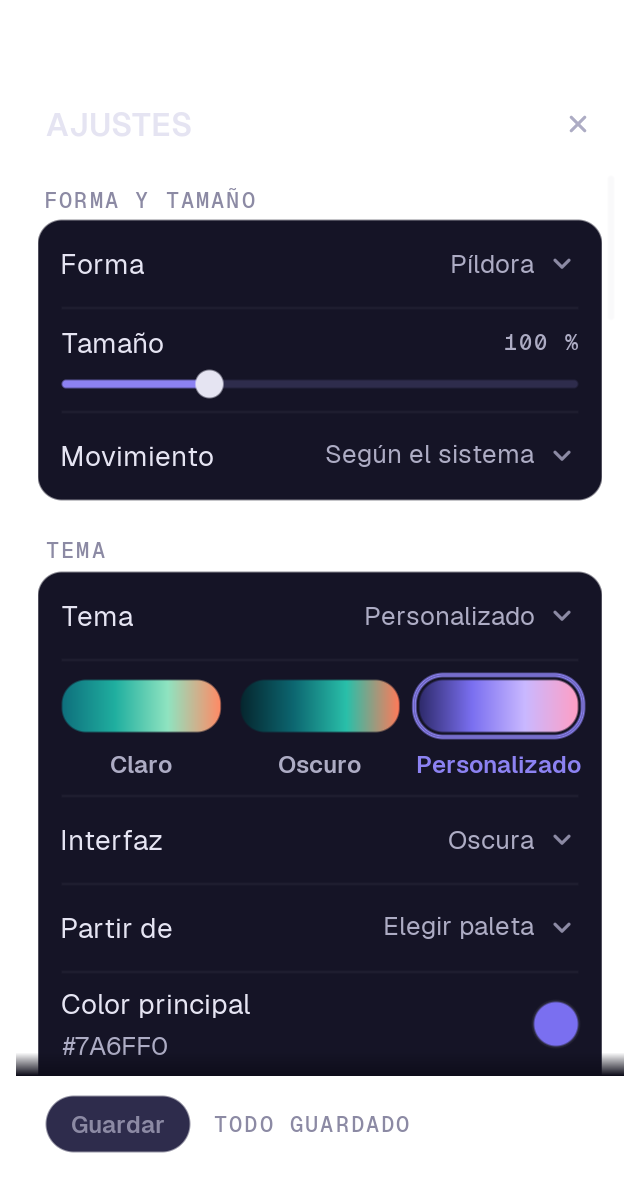 AJUSTES
FORMA Y TAMAÑO
Forma Píldora
Tamaño 100 %
Movimiento Según el sistema
TEMA
Tema Personalizado
Claro Oscuro Personalizado
Interfaz Oscura
Partir de Elegir paleta
Color principal
#7A6FF0
Guardar TODO GUARDADO